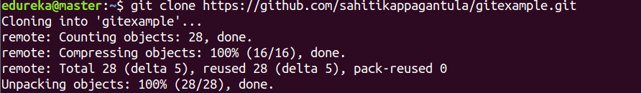 edureka@master:~$ git clone https://github.com/sahitikappagantula/gitexample.git
Cloning into 'gitexample'...
remote: Counting objects: 28, done.
remote: Compressing objects: 100% (16/16), done.
remote: Total 28 (delta 5), reused 28 (delta 5), pack-reused 0
Unpacking objects: 100% (28/28), done.